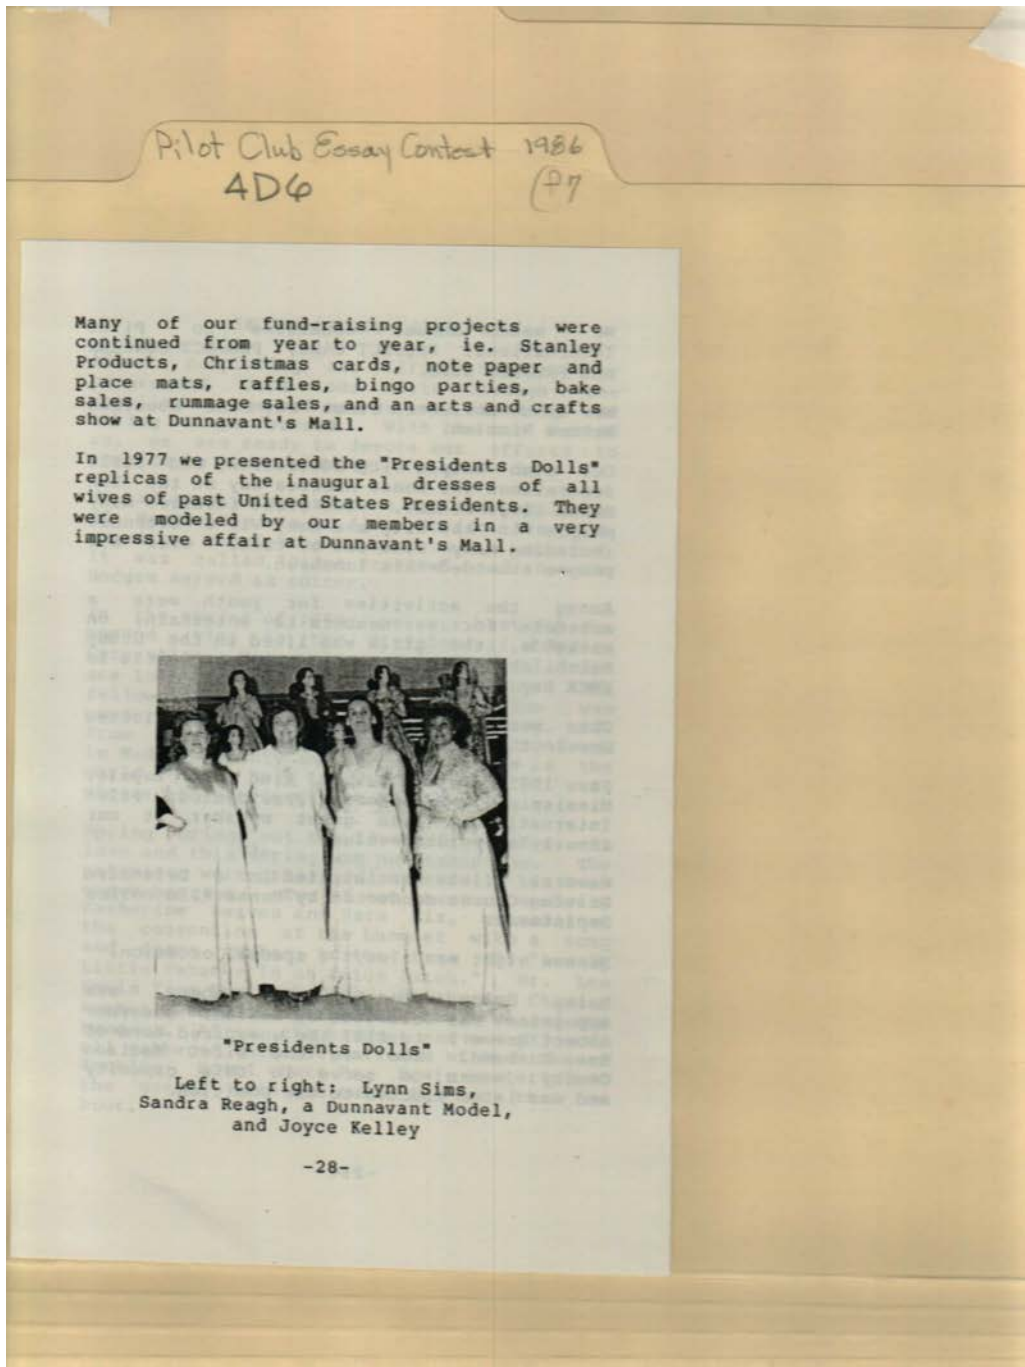 Pilot Club Essay Contest 1986
4D6 (P7
Many of our fund-raising projects were
continued from year to year, ie. Stanley
Products, Christmas cards, note paper and
place mats, raffles, bingo parties, bake
sales, rummage sales, and an arts and crafts
show at Dunnavant's Mall.
In 1977 we presented the "Presidents Dolls"
replicas of the inaugural dresses of all
wives of past United States Presidents. They
were modeled by our members in a very
impressive affair at Dunnavant's Mall.
"Presidents Dolls"
Left to right: Lynn Sims,
Sandra Reagh, a Dunnavant Model,
and Joyce Kelley
-28-